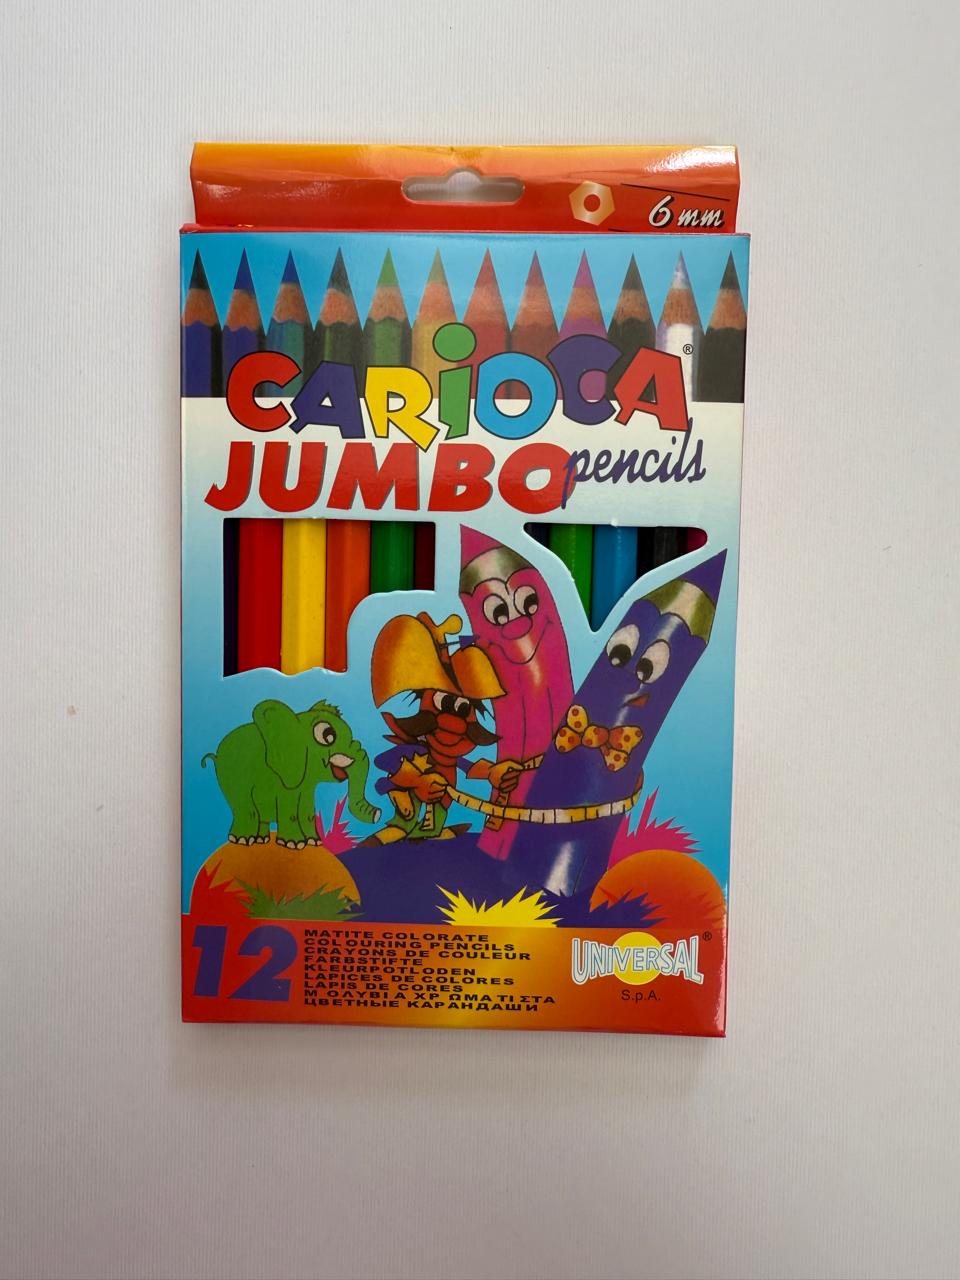 6 mm
CARIOCA®
JUMBO pencils
12
MATITE COLORATE
COLOURING PENCILS
CRAYONS DE COULEUR
FARBSTIFTE
KLEURPOTLODEN
LAPICES DE COLORES
LAPIS DE CORES
ΜΟΛΥΒΙΑ ΧΡΩΜΑΤΙΣΤΑ
ЦВЕТНЫЕ КАРАНДАШИ
UNIVERSAL®
S.p.A.